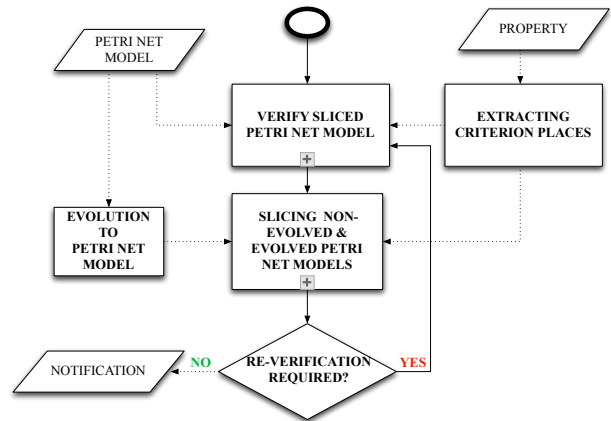 PETRI NET
MODEL
PROPERTY
VERIFY SLICED
PETRI NET MODEL
EXTRACTING
CRITERION PLACES
EVOLUTION
TO
PETRI NET
MODEL
SLICING NON-
EVOLVED &
EVOLVED PETRI
NET MODELS
RE-VERIFICATION
REQUIRED?
NO
YES
NOTIFICATION